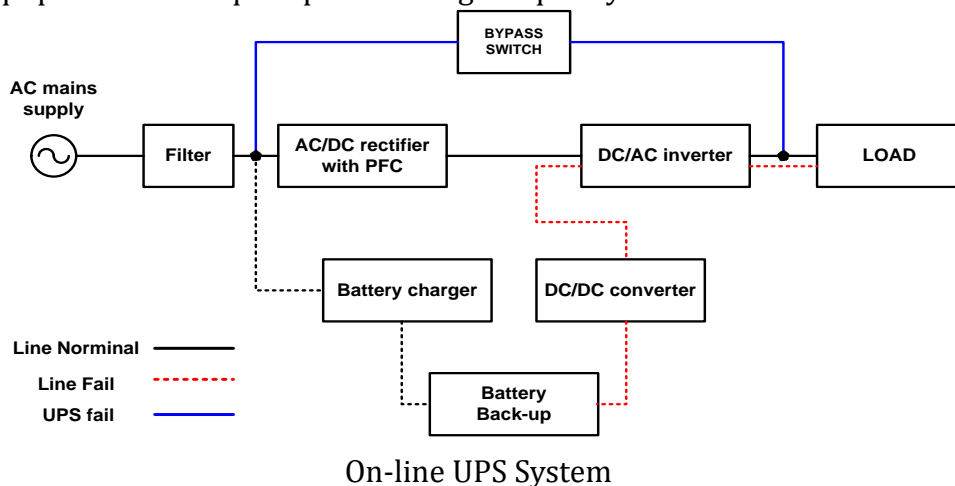 BYPASS
SWITCH
AC mains
supply
Filter
AC/DC rectifier
with PFC
DC/AC inverter
LOAD
Battery charger
DC/DC converter
Line Norminal
Line Fail
UPS fail
Battery
Back-up
On-line UPS System